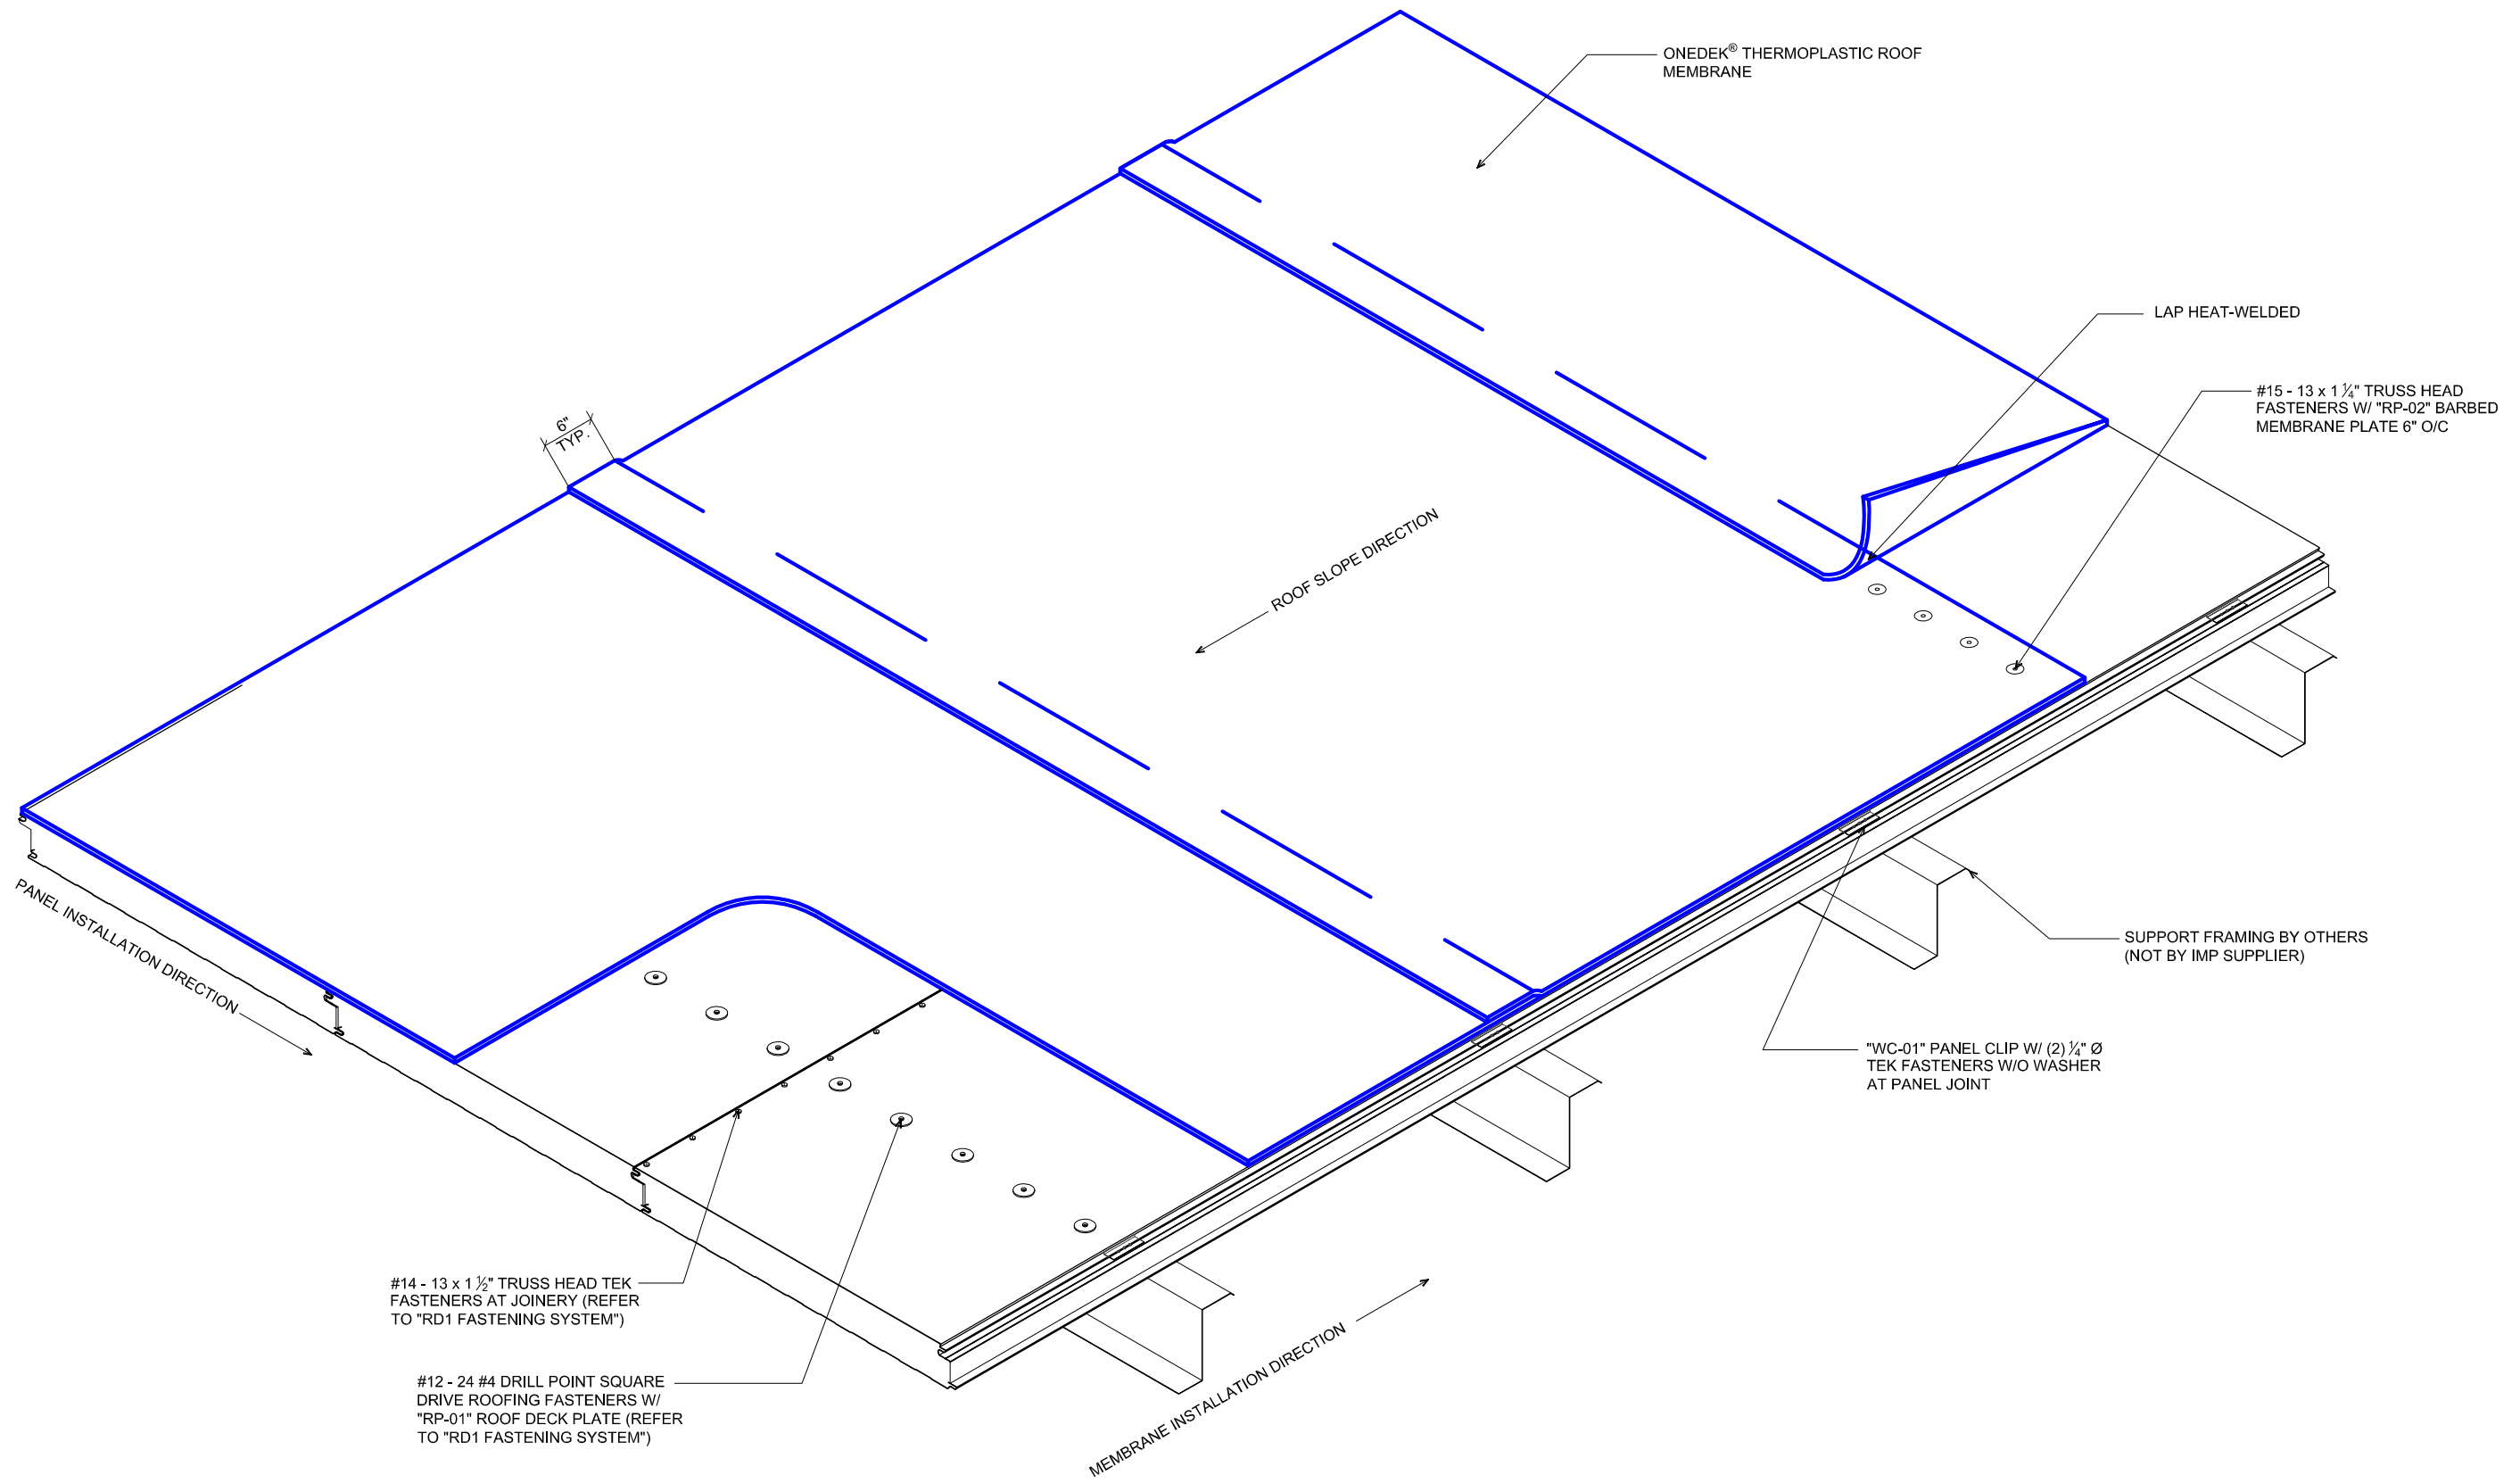 ONEDEK® THERMOPLASTIC ROOF
MEMBRANE
LAP HEAT-WELDED
#15 - 13 x 1 ¼" TRUSS HEAD
FASTENERS W/ "RP-02" BARBED
MEMBRANE PLATE 6" O/C
6"
TYP.
ROOF SLOPE DIRECTION
PANEL INSTALLATION DIRECTION
SUPPORT FRAMING BY OTHERS
(NOT BY IMP SUPPLIER)
"WC-01" PANEL CLIP W/ (2) ¼" Ø
TEK FASTENERS W/O WASHER
AT PANEL JOINT
#14 - 13 x 1 ½" TRUSS HEAD TEK
FASTENERS AT JOINERY (REFER
TO "RD1 FASTENING SYSTEM")
#12 - 24 #4 DRILL POINT SQUARE
DRIVE ROOFING FASTENERS W/
"RP-01" ROOF DECK PLATE (REFER
TO "RD1 FASTENING SYSTEM")
MEMBRANE INSTALLATION DIRECTION